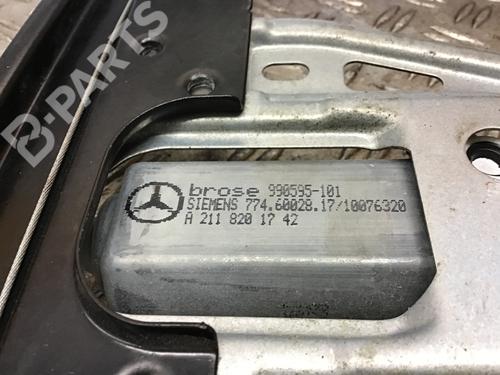 B-PARTS
brose 990595-101
SIEMENS 774.60028.17/10076320
A 211 820 17 42